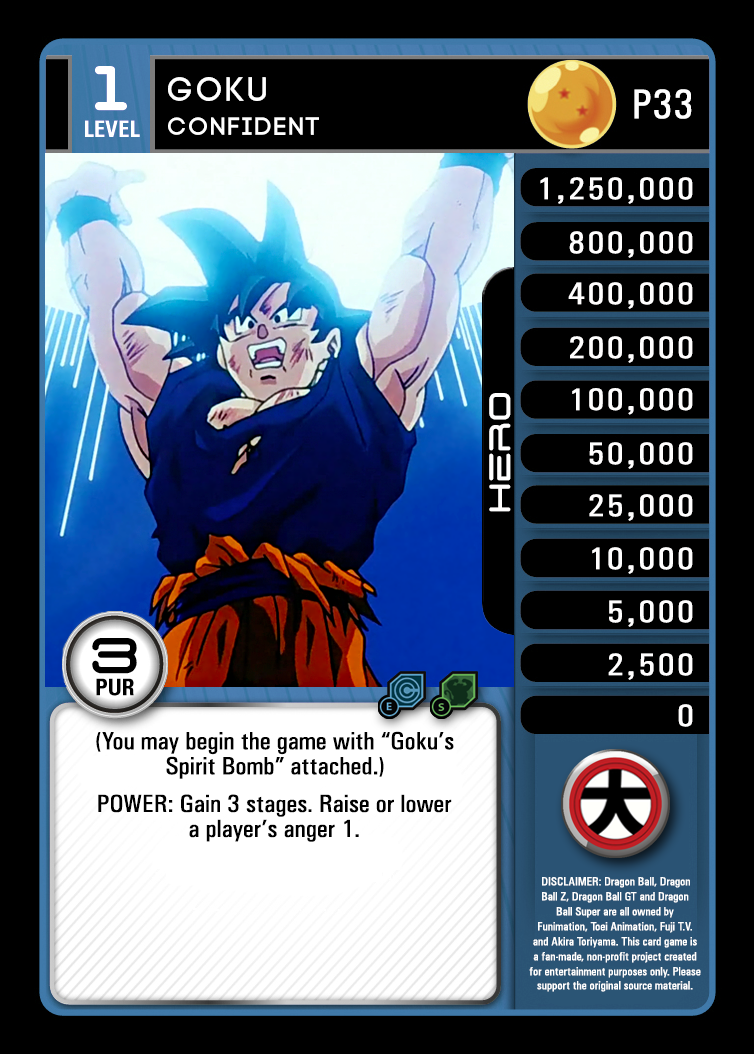 1
LEVEL
GOKU
CONFIDENT
P33
1,250,000
800,000
400,000
200,000
100,000
50,000
25,000
10,000
5,000
2,500
0
HERO
3
PUR
E
S
(You may begin the game with “Goku’s
Spirit Bomb” attached.)
POWER: Gain 3 stages. Raise or lower
a player’s anger 1.
大
DISCLAIMER: Dragon Ball, Dragon
Ball Z, Dragon Ball GT and Dragon
Ball Super are all owned by
Funimation, Toei Animation, Fuji T.V.
and Akira Toriyama. This card game is
a fan-made, non-profit project created
for entertainment purposes only. Please
support the original source material.